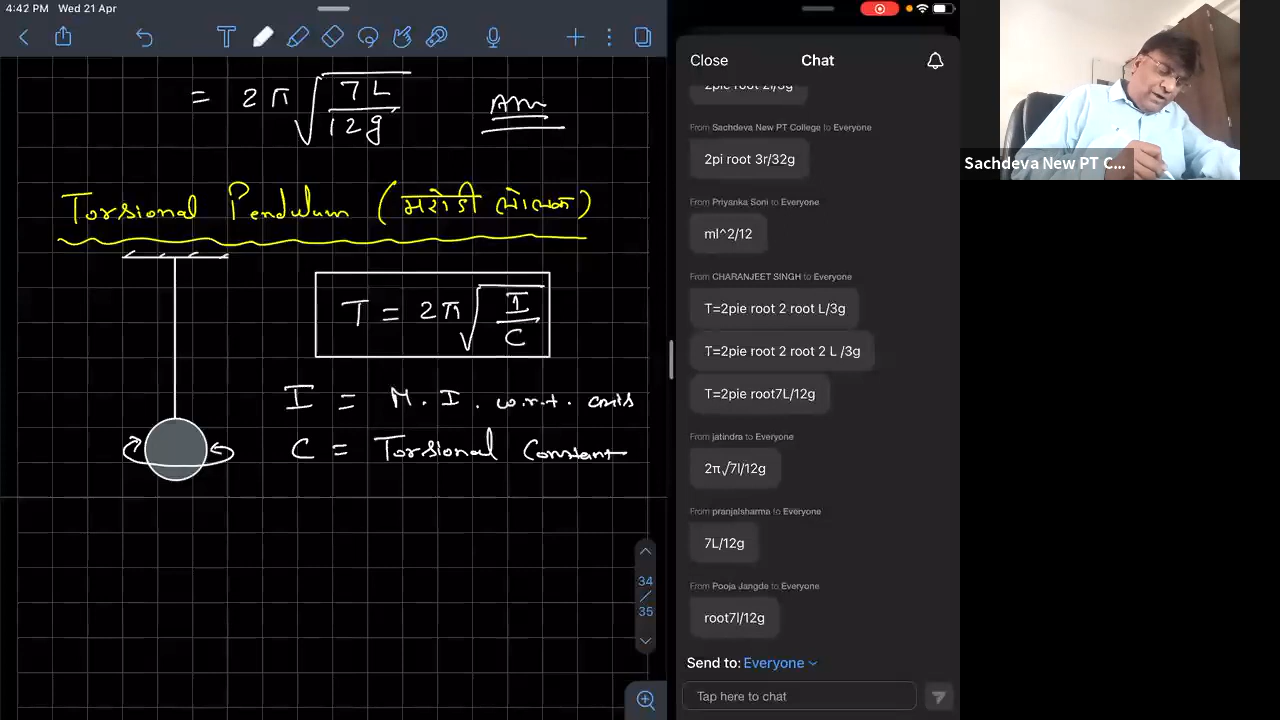 4:42 PM Wed 21 Apr
= 2π √7L/12g Ans
Torsional Pendulum (मरोडी लोलक)
T = 2π √I/C
I = M.I. w.r.t. axis
C = Torsional Constant
34
/
35
Close Chat
2pie root 2l/3g
From Sachdeva New PT College to Everyone
2pi root 3r/32g
From Priyanka Soni to Everyone
ml^2/12
From CHARANJEET SINGH to Everyone
T=2pie root 2 root L/3g
T=2pie root 2 root 2 L /3g
T=2pie root7L/12g
From jatindra to Everyone
2π√7l/12g
From pranjalsharma to Everyone
7L/12g
From Pooja Jangde to Everyone
root7l/12g
Send to: Everyone
Tap here to chat
Sachdeva New PT C...